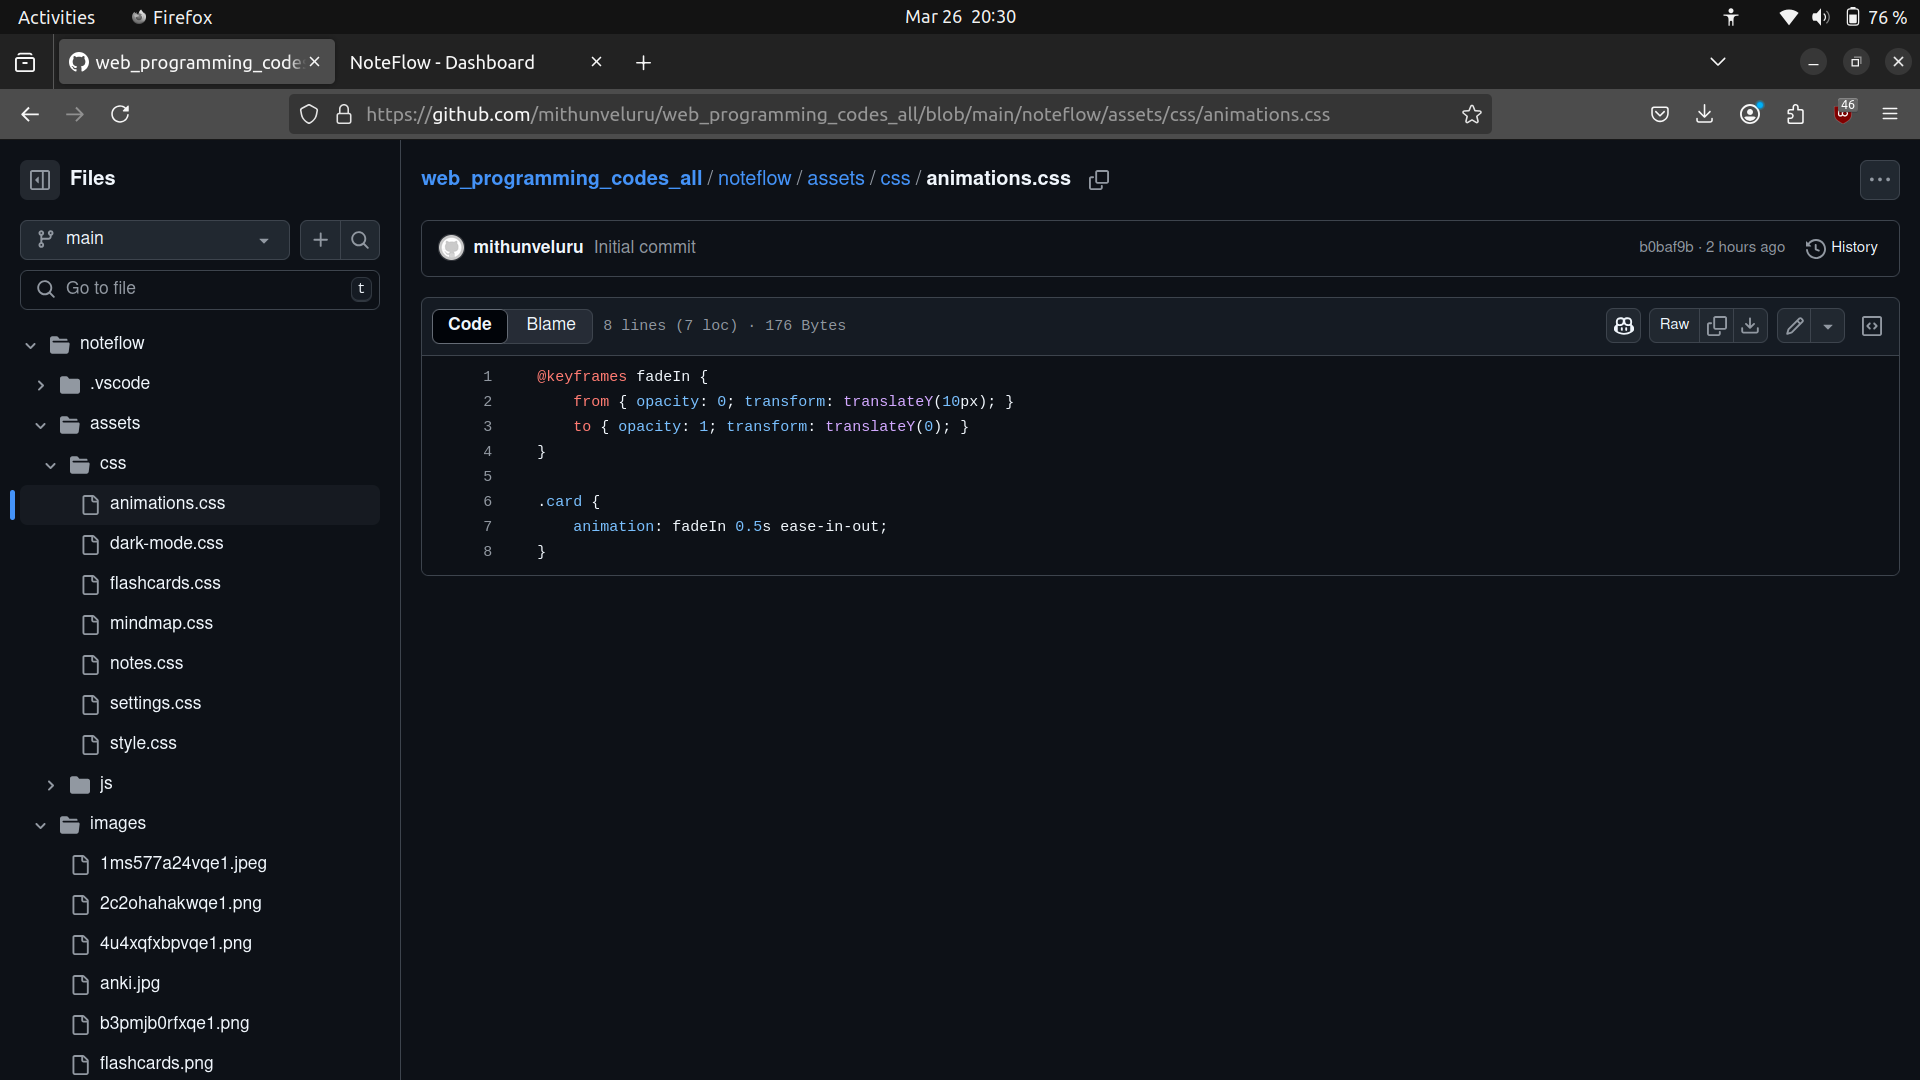 Activities Firefox Mar 26 20:30 76 %
web_programming_code NoteFlow - Dashboard
https://github.com/mithunveluru/web_programming_codes_all/blob/main/noteflow/assets/css/animations.css 46
Files
main
Go to file t
noteflow
.vscode
assets
css
animations.css
dark-mode.css
flashcards.css
mindmap.css
notes.css
settings.css
style.css
js
images
1ms577a24vqe1.jpeg
2c2ohahakwqe1.png
4u4xqfxbpvqe1.png
anki.jpg
b3pmjb0rfxqe1.png
flashcards.png
web_programming_codes_all / noteflow / assets / css / animations.css
mithunveluru Initial commit b0baf9b · 2 hours ago History
Code Blame 8 lines (7 loc) · 176 Bytes Raw
1 @keyframes fadeIn {
2 from { opacity: 0; transform: translateY(10px); }
3 to { opacity: 1; transform: translateY(0); }
4 }
5
6 .card {
7 animation: fadeIn 0.5s ease-in-out;
8 }